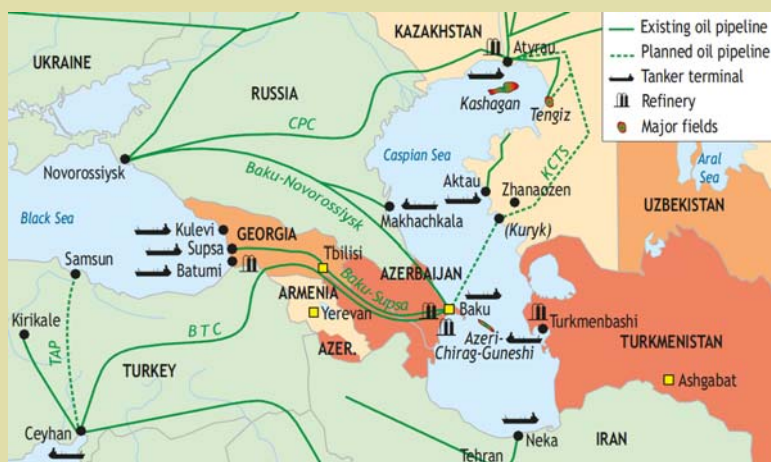 KAZAKHSTAN
Existing oil pipeline
Planned oil pipeline
Tanker terminal
Refinery
Major fields
UKRAINE
Atyrau
RUSSIA
Kashagan
Tengiz
CPC
Caspian Sea
KCTS
Aral
Sea
Novorossiysk
Baku-Novorossiysk
Aktau
Zhanaozen
UZBEKISTAN
Makhachkala
(Kuryk)
Black Sea
Kulevi
GEORGIA
Supsa
Tbilisi
Batumi
AZERBAIJAN
Samsun
Baku-Supsa
ARMENIA
Baku
Yerevan
Kirikale
BTC
Azeri-
Chirag-Guneshi
Turkmenbashi
TAP
AZER.
TURKMENISTAN
TURKEY
Ashgabat
Ceyhan
Neka
IRAN
Tehran